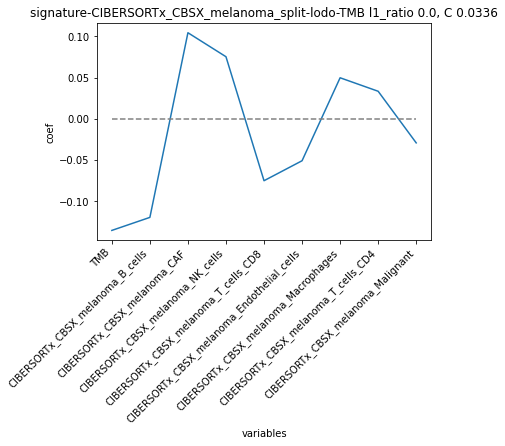 signature-CIBERSORTx_CBSX_melanoma_split-lodo-TMB l1_ratio 0.0, C 0.0336
0.10
0.05
0.00
−0.05
−0.10
coef
TMB
CIBERSORTx_CBSX_melanoma_B_cells
CIBERSORTx_CBSX_melanoma_CAF
CIBERSORTx_CBSX_melanoma_NK_cells
CIBERSORTx_CBSX_melanoma_T_cells_CD8
CIBERSORTx_CBSX_melanoma_Endothelial_cells
CIBERSORTx_CBSX_melanoma_Macrophages
CIBERSORTx_CBSX_melanoma_T_cells_CD4
CIBERSORTx_CBSX_melanoma_Malignant
variables